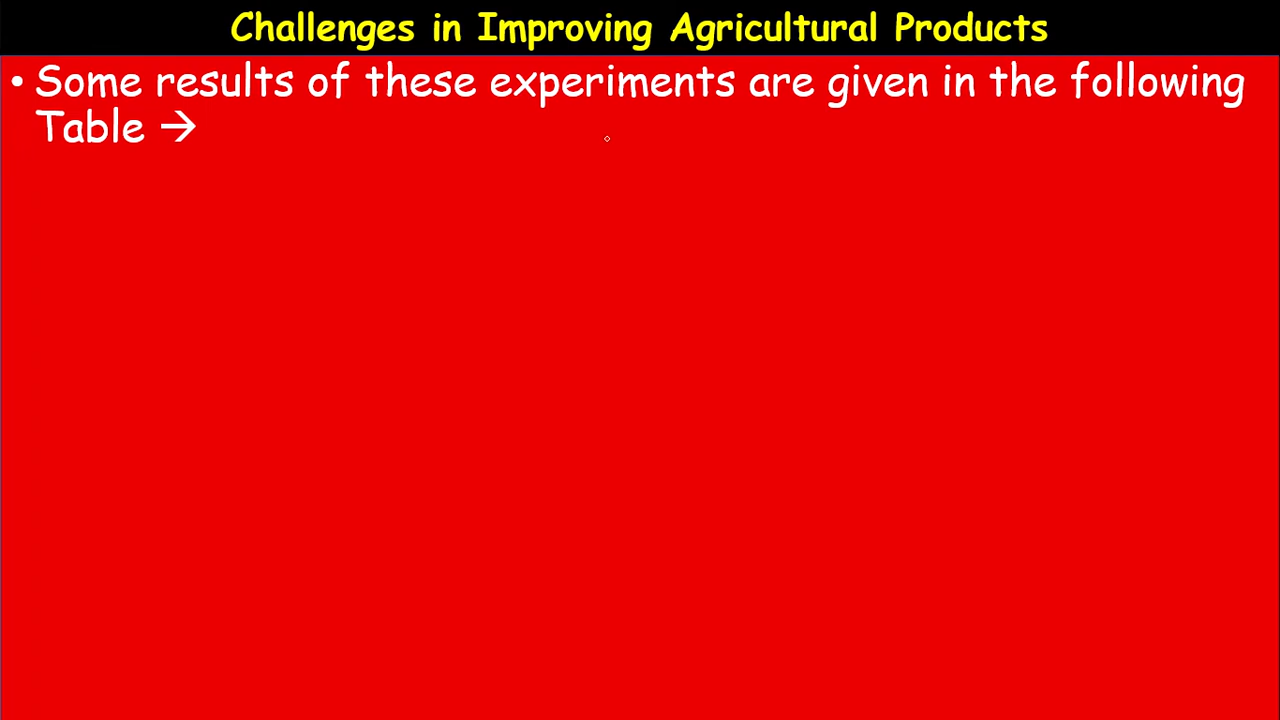 Challenges in Improving Agricultural Products
• Some results of these experiments are given in the following
Table →